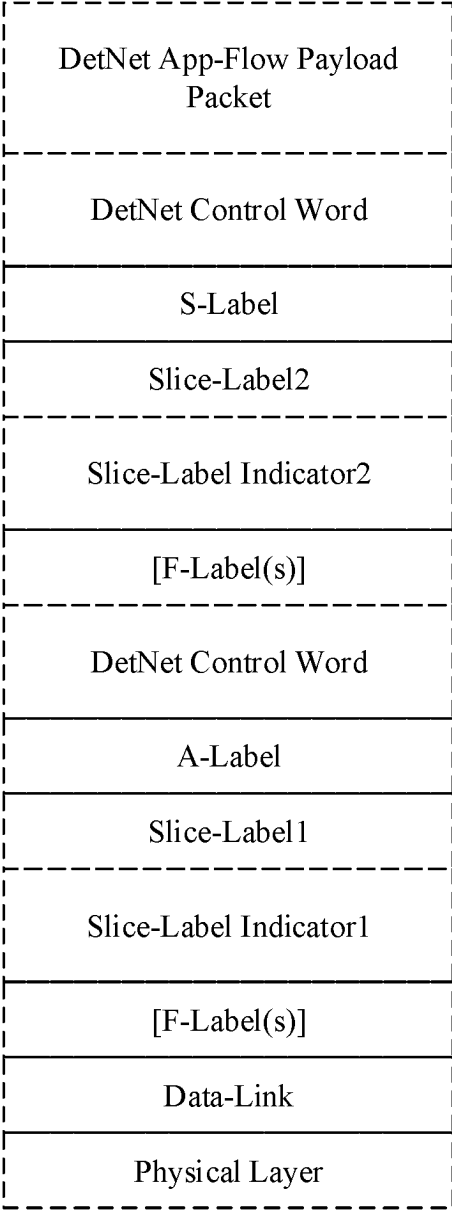 DetNet App-Flow Payload
Packet
DetNet Control Word
S-Label
Slice-Label2
Slice-Label Indicator2
[F-Label(s)]
DetNet Control Word
A-Label
Slice-Label1
Slice-Label Indicator1
[F-Label(s)]
Data-Link
Physical Layer